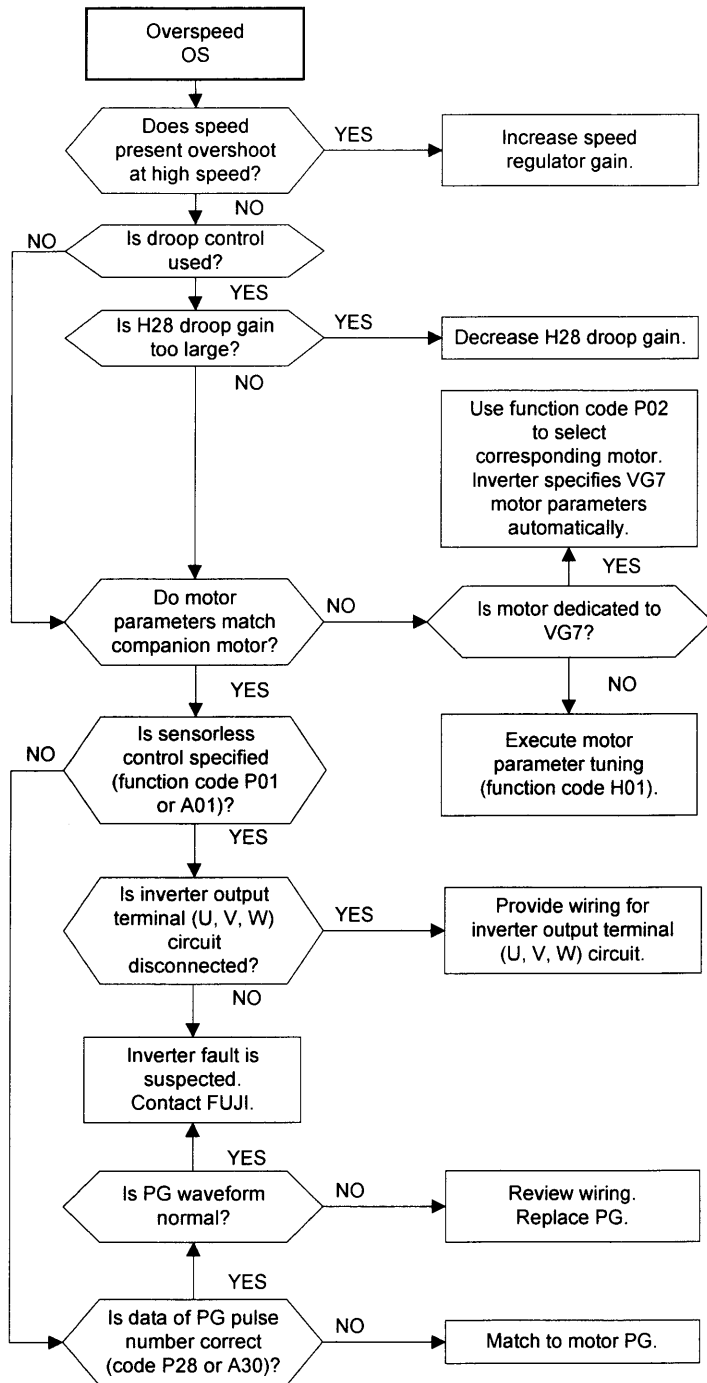 Overspeed
OS
Does speed
present overshoot
at high speed?
YES
Increase speed
regulator gain.
NO
NO
Is droop control
used?
YES
Is H28 droop gain
too large?
YES
Decrease H28 droop gain.
NO
Use function code P02
to select
corresponding motor.
Inverter specifies VG7
motor parameters
automatically.
YES
Do motor
parameters match
companion motor?
NO
Is motor dedicated to
VG7?
YES
NO
NO
Is sensorless
control specified
(function code P01
or A01)?
Execute motor
parameter tuning
(function code H01).
YES
Is inverter output
terminal (U, V, W)
circuit
disconnected?
YES
Provide wiring for
inverter output terminal
(U, V, W) circuit.
NO
Inverter fault is
suspected.
Contact FUJI.
YES
Is PG waveform
normal?
NO
Review wiring.
Replace PG.
YES
Is data of PG pulse
number correct
(code P28 or A30)?
NO
Match to motor PG.